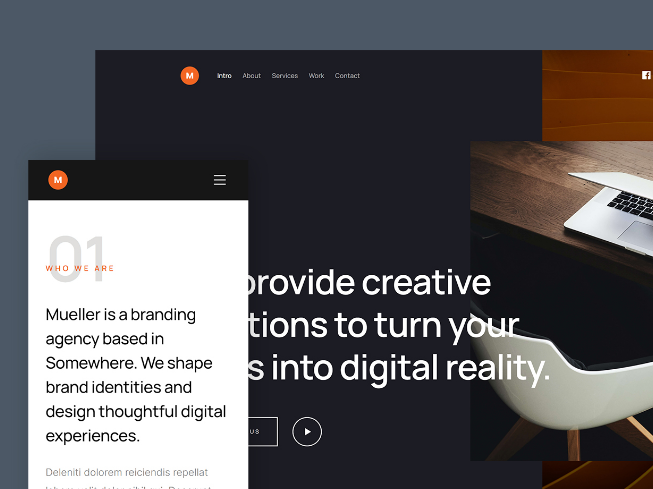 M
Intro About Services Work Contact
provide creative
tions to turn your
s into digital reality.
US
M
01
WHO WE ARE
Mueller is a branding
agency based in
Somewhere. We shape
brand identities and
design thoughtful digital
experiences.
Deleniti dolorem reiciendis repellat